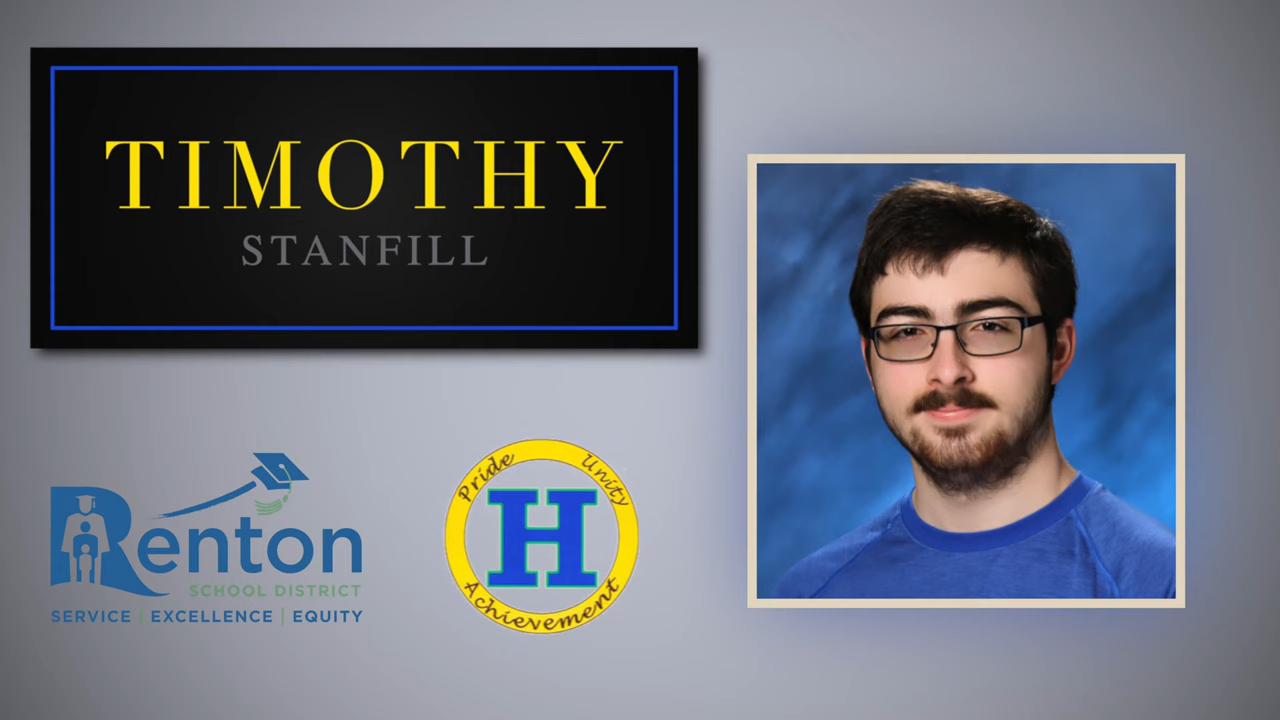 TIMOTHY
STANFILL
Renton
SCHOOL DISTRICT
SERVICE | EXCELLENCE | EQUITY
Pride Unity
H
Achievement